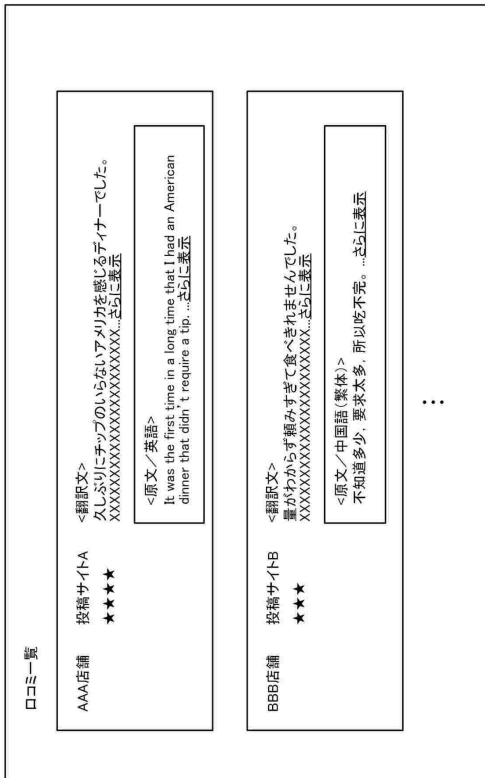 口コミ一覧
AAA店舗
投稿サイトA
★★★★
<翻訳文>
久しぶりにチップのいらないアメリカを感じるディナーでした。
XXXXXXXXXXXXXXXXXXXXXXXXXX...さらに表示
<原文／英語>
It was the first time in a long time that I had an American
dinner that didn't require a tip. ...さらに表示
BBB店舗
投稿サイトB
★★★
<翻訳文>
量がわからず頼みすぎて食べきれませんでした。
XXXXXXXXXXXXXXXXXXXXXXXXXX...さらに表示
<原文／中国語(繁体)>
不知道多少，要求太多，所以吃不完。...さらに表示
⋮